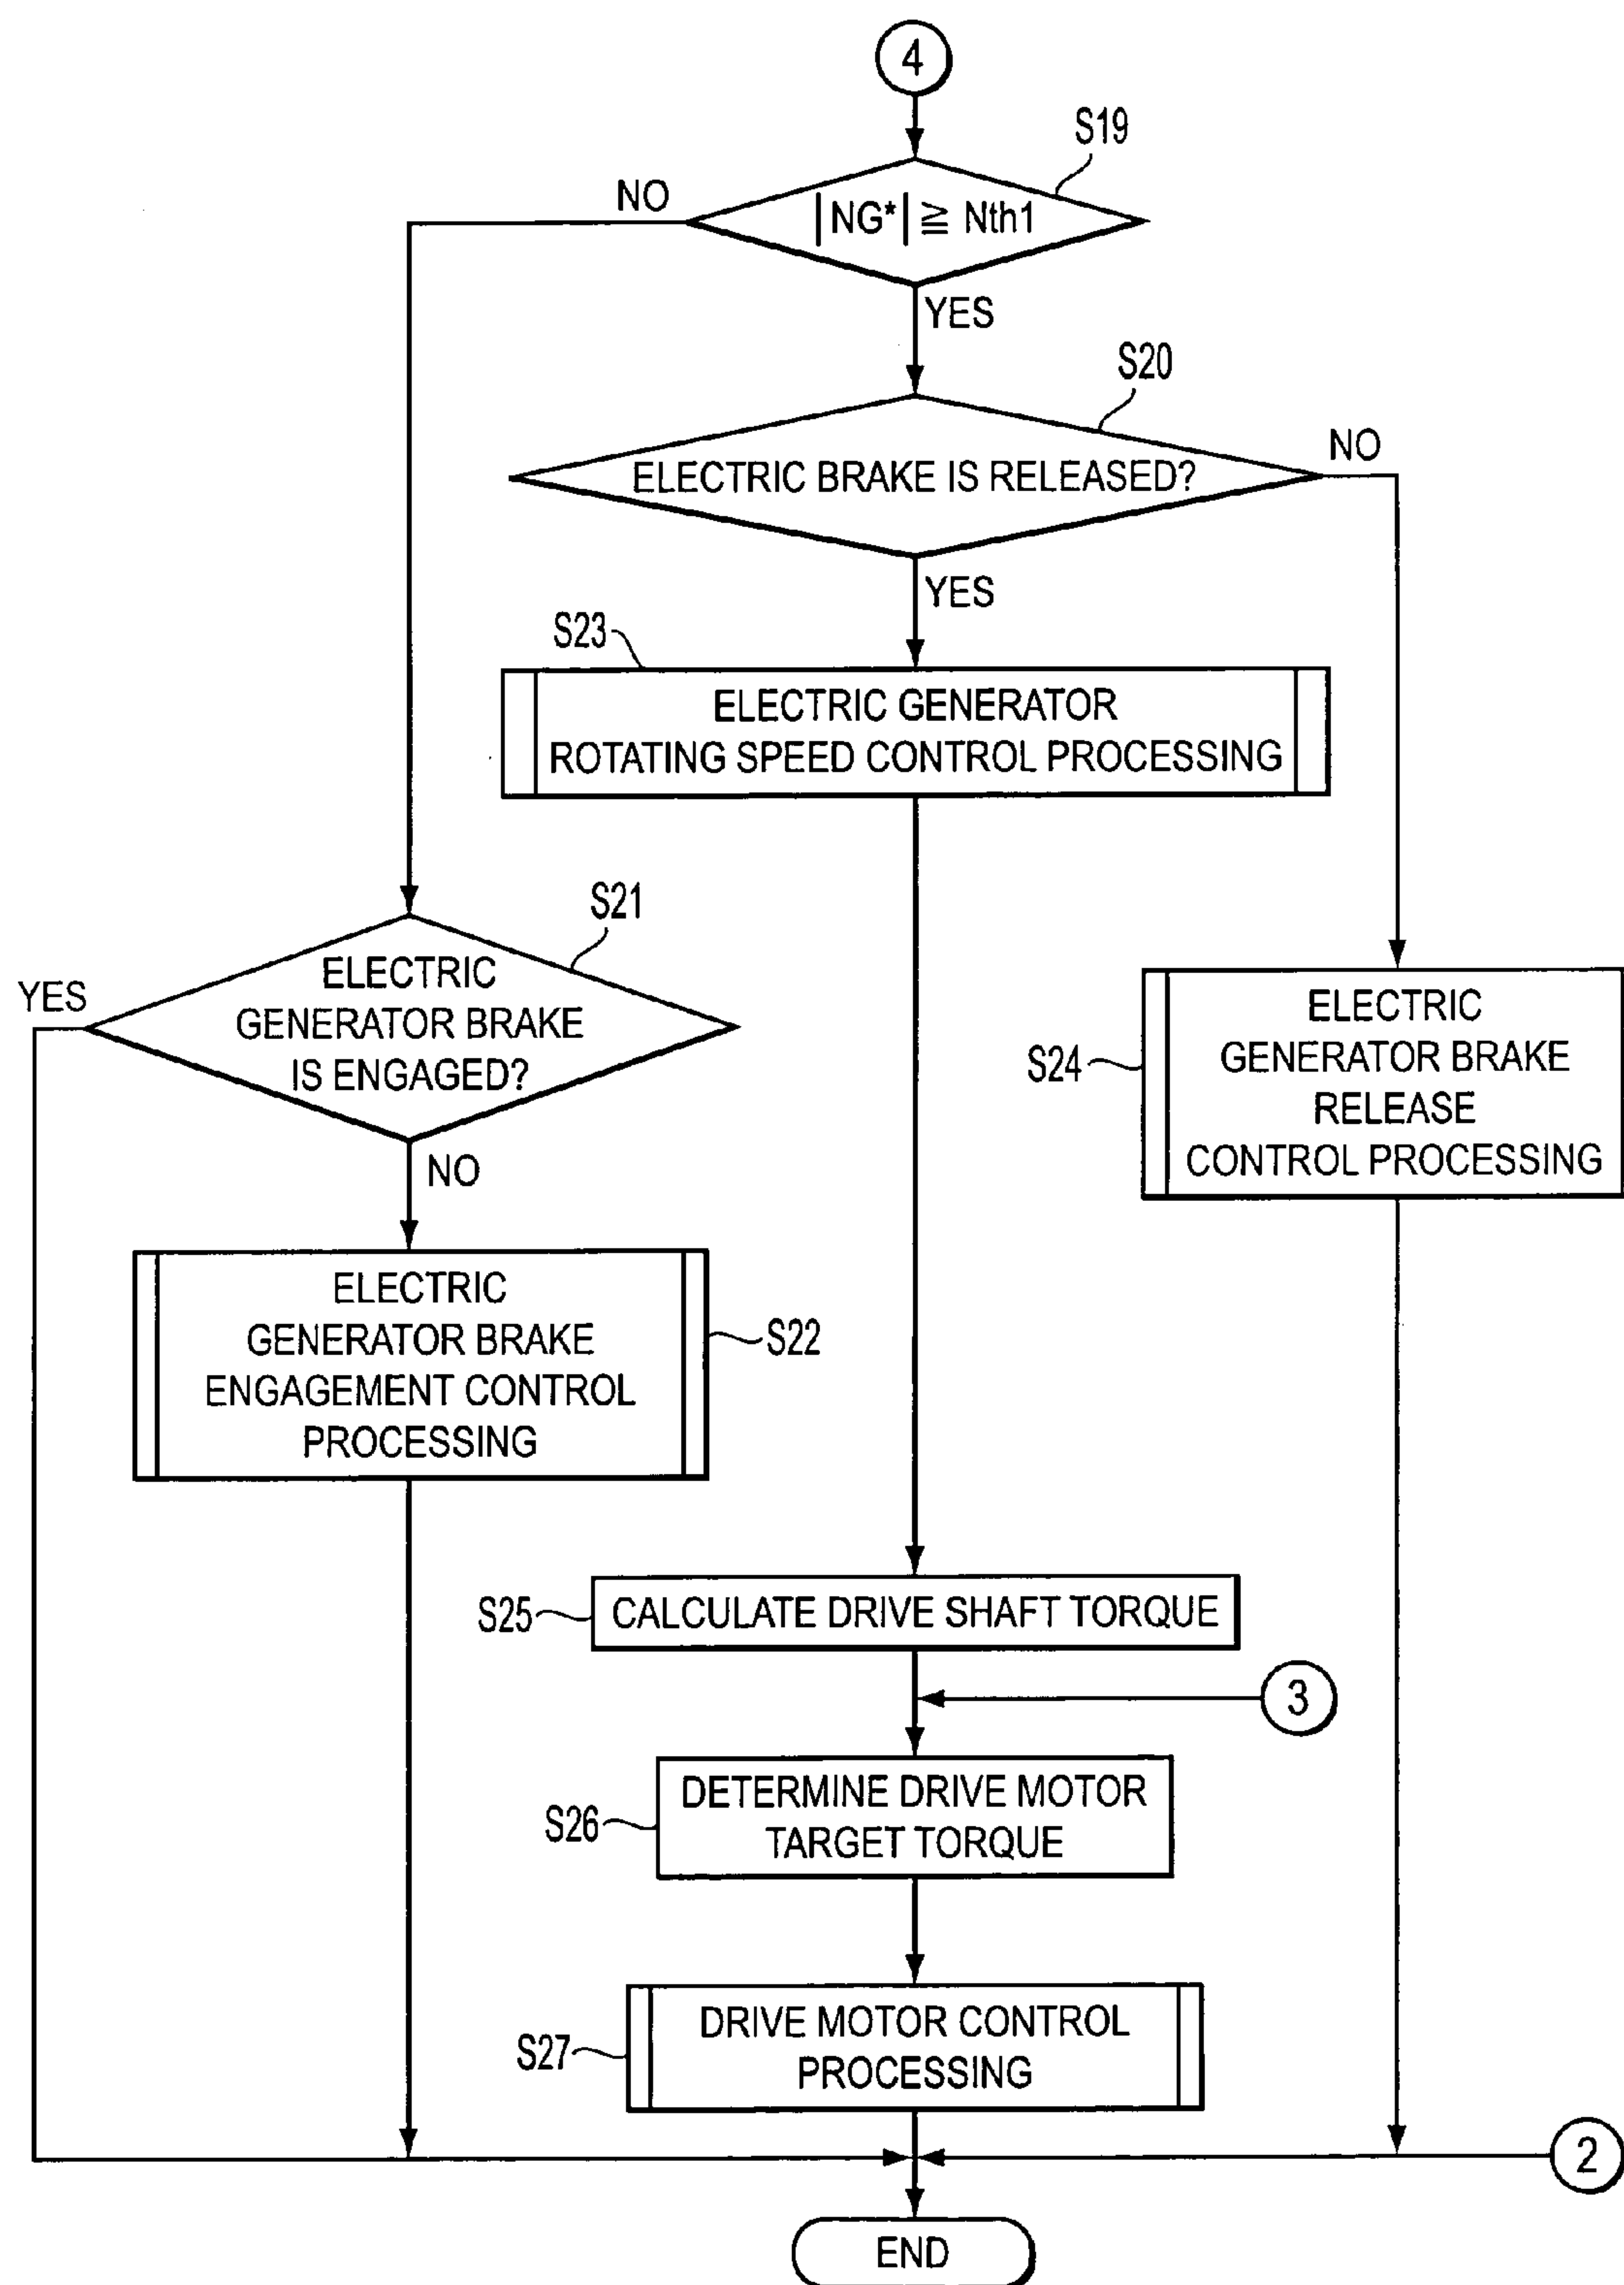 4
S19
NO
|NG*| ≧ Nth1
YES
S20
NO
ELECTRIC BRAKE IS RELEASED?
YES
S23
ELECTRIC GENERATOR
ROTATING SPEED CONTROL PROCESSING
S21
YES
ELECTRIC
GENERATOR BRAKE
IS ENGAGED?
NO
S24
ELECTRIC
GENERATOR BRAKE
RELEASE
CONTROL PROCESSING
ELECTRIC
GENERATOR BRAKE
ENGAGEMENT CONTROL
PROCESSING
S22
S25
CALCULATE DRIVE SHAFT TORQUE
3
S26
DETERMINE DRIVE MOTOR
TARGET TORQUE
S27
DRIVE MOTOR CONTROL
PROCESSING
2
END